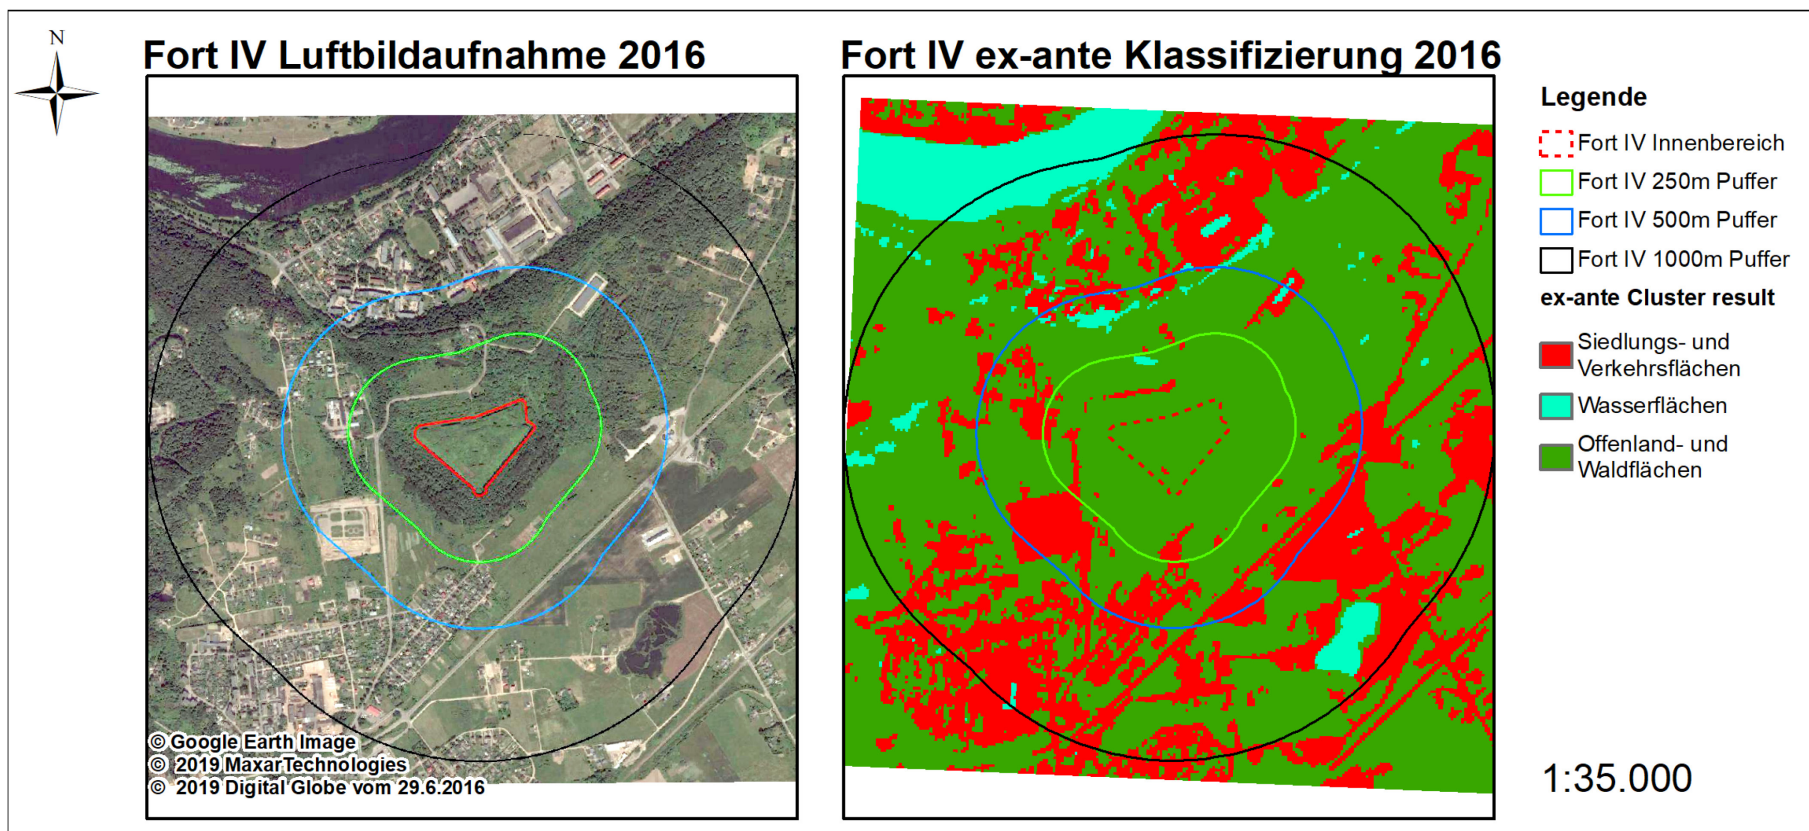 N
Fort IV Luftbildaufnahme 2016
© Google Earth Image
© 2019 MaxarTechnologies
© 2019 Digital Globe vom 29.6.2016
Fort IV ex-ante Klassifizierung 2016
Legende
Fort IV Innenbereich
Fort IV 250m Puffer
Fort IV 500m Puffer
Fort IV 1000m Puffer
ex-ante Cluster result
Siedlungs- und
Verkehrsflächen
Wasserflächen
Offenland- und
Waldflächen
1:35.000